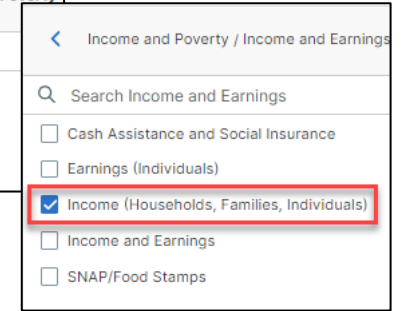 Income and Poverty / Income and Earnings
Search Income and Earnings
Cash Assistance and Social Insurance
Earnings (Individuals)
Income (Households, Families, Individuals)
Income and Earnings
SNAP/Food Stamps